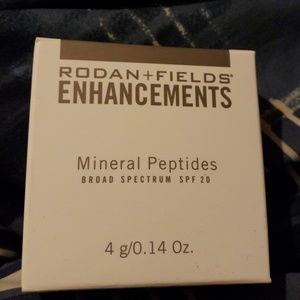 RODAN+FIELDS®
ENHANCEMENTS
Mineral Peptides
BROAD SPECTRUM SPF 20
4 g/0.14 Oz.